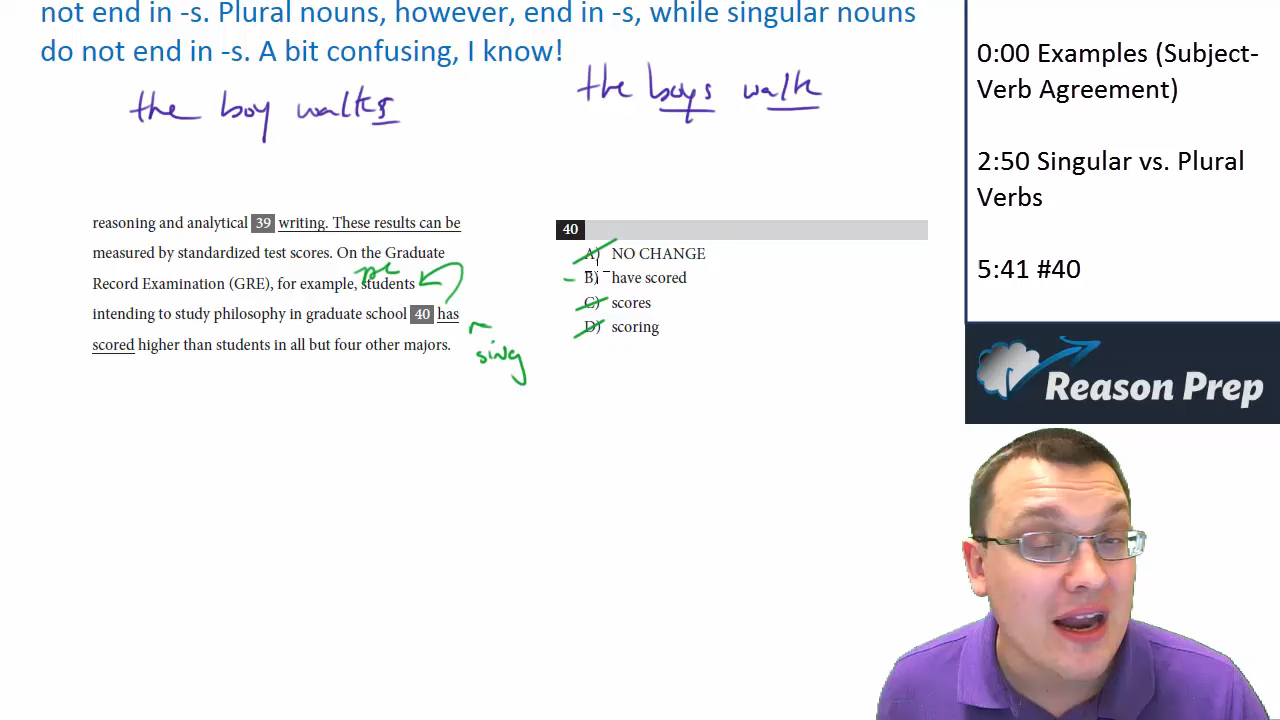 not end in -s. Plural nouns, however, end in -s, while singular nouns
do not end in -s. A bit confusing, I know!
the boy walks
the boys walk
reasoning and analytical 39 writing. These results can be
measured by standardized test scores. On the Graduate
Record Examination (GRE), for example, students
pl
intending to study philosophy in graduate school 40 has
scored higher than students in all but four other majors.
sing
40
A) NO CHANGE
B) have scored
C) scores
D) scoring
0:00 Examples (Subject-
Verb Agreement)
2:50 Singular vs. Plural
Verbs
5:41 #40
Reason Prep